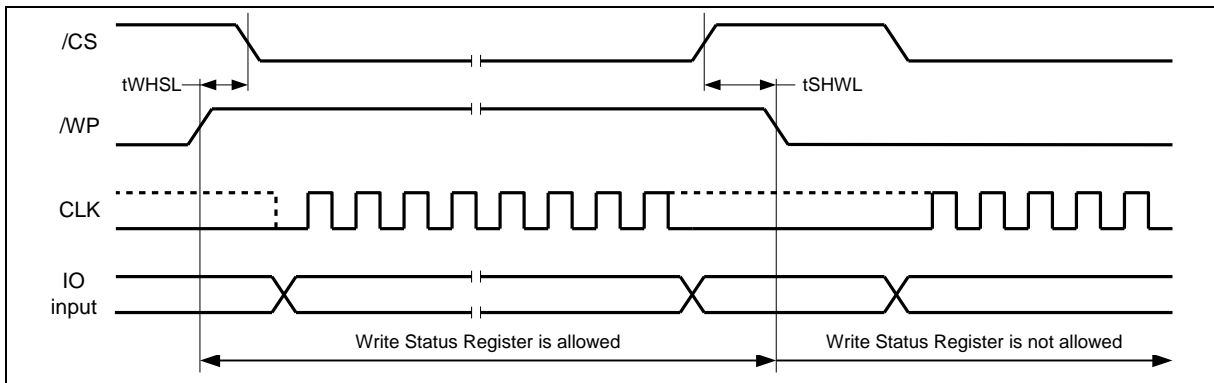 /CS
tWHSL
tSHWL
/WP
CLK
IO
input
Write Status Register is allowed
Write Status Register is not allowed